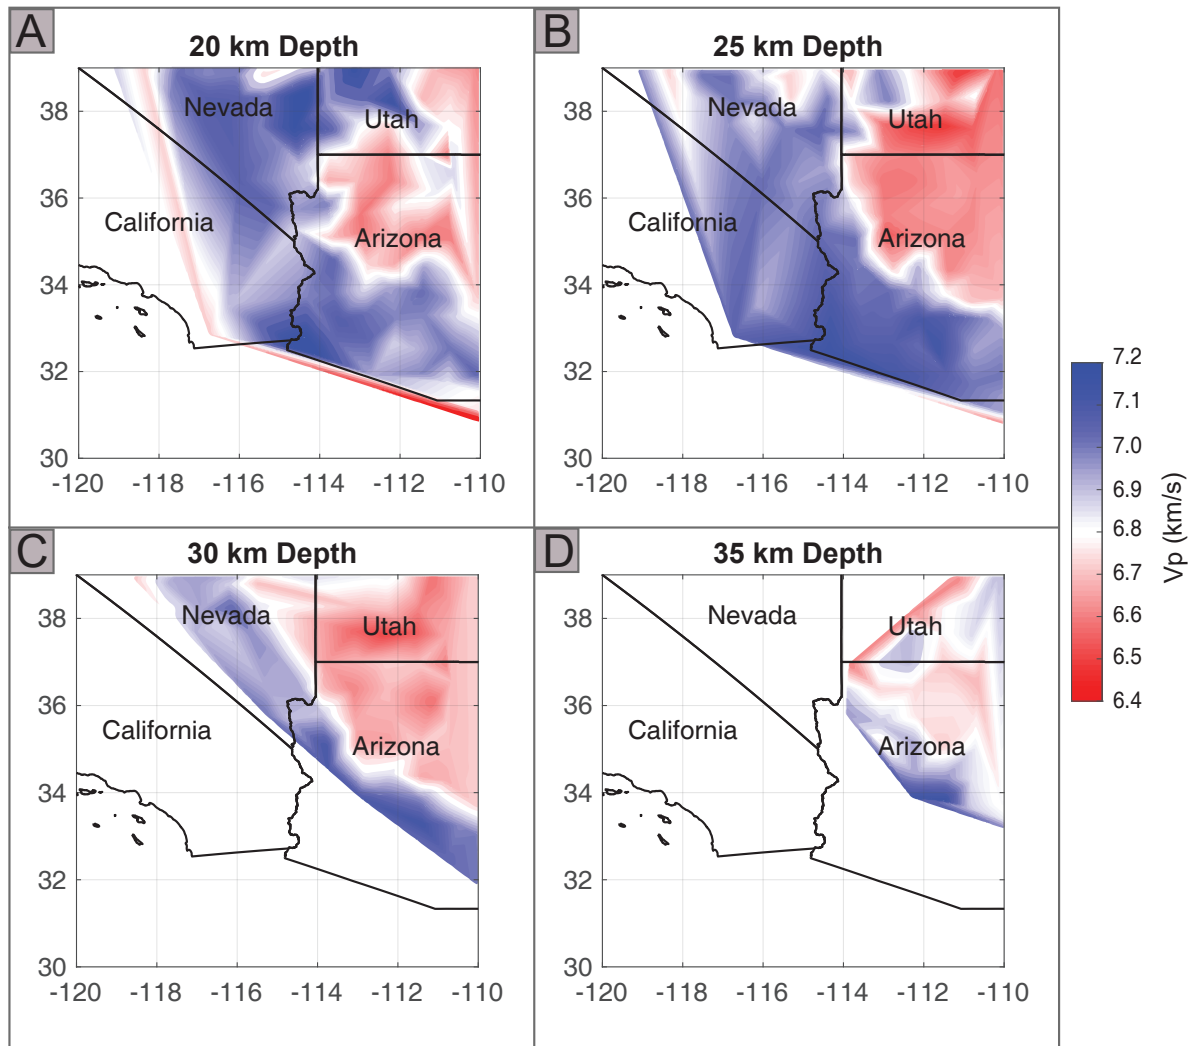 A
20 km Depth
Nevada
Utah
California
Arizona
38
36
34
32
30
-120
-118
-116
-114
-112
-110
B
25 km Depth
Nevada
Utah
California
Arizona
38
36
34
32
30
-120
-118
-116
-114
-112
-110
C
30 km Depth
Nevada
Utah
California
Arizona
38
36
34
32
30
-120
-118
-116
-114
-112
-110
D
35 km Depth
Nevada
Utah
California
Arizona
38
36
34
32
30
-120
-118
-116
-114
-112
-110
7.2
7.1
7.0
6.9
6.8
6.7
6.6
6.5
6.4
Vp (km/s)